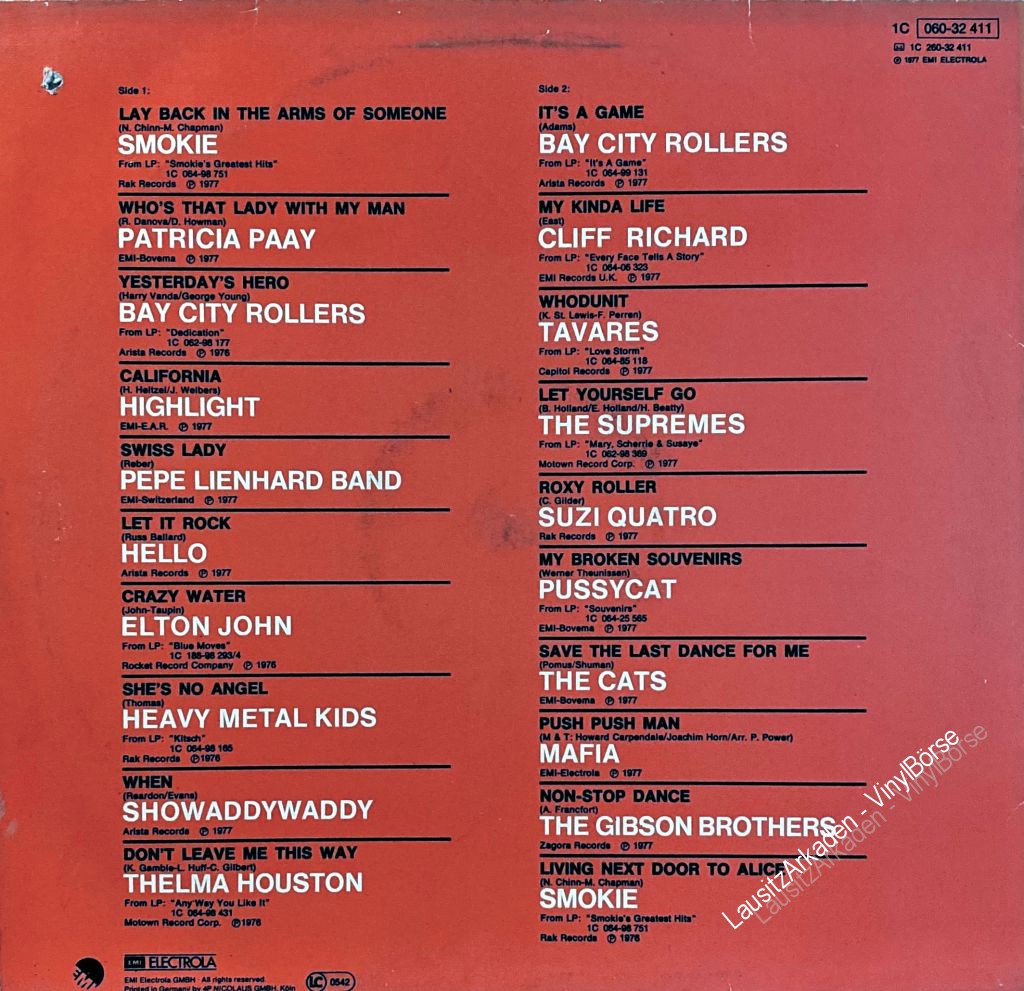 1C 060-32 411
1C 260-32 411
℗ 1977 EMI ELECTROLA
Side 1:
LAY BACK IN THE ARMS OF SOMEONE
(N. Chinn-M. Chapman)
SMOKIE
From LP: "Smokie's Greatest Hits"
1C 064-98 751
Rak Records ℗ 1977
WHO'S THAT LADY WITH MY MAN
(R. Danova/D. Howman)
PATRICIA PAAY
EMI-Bovema ℗ 1977
YESTERDAY'S HERO
(Harry Vanda/George Young)
BAY CITY ROLLERS
From LP: "Dedication"
1C 062-98 177
Arista Records ℗ 1976
CALIFORNIA
(H. Heitzel/J. Welbers)
HIGHLIGHT
EMI-E.A.R. ℗ 1977
SWISS LADY
(Reber)
PEPE LIENHARD BAND
EMI-Switzerland ℗ 1977
LET IT ROCK
(Russ Ballard)
HELLO
Arista Records ℗ 1977
CRAZY WATER
(John-Taupin)
ELTON JOHN
From LP: "Blue Moves"
1C 188-98 293/4
Rocket Record Company ℗ 1976
SHE'S NO ANGEL
(Thomas)
HEAVY METAL KIDS
From LP: "Kitsch"
1C 064-98 165
Rak Records ℗1976
WHEN
(Reardon/Evans)
SHOWADDYWADDY
Arista Records ℗ 1977
DON'T LEAVE ME THIS WAY
(K. Gamble-L. Huff-C. Gilbert)
THELMA HOUSTON
From LP: "Any Way You Like It"
1C 064-98 431
Motown Record Corp. ℗1976
Side 2:
IT'S A GAME
(Adams)
BAY CITY ROLLERS
From LP: "It's A Game"
1C 064-99 131
Arista Records ℗ 1977
MY KINDA LIFE
(East)
CLIFF RICHARD
From LP: "Every Face Tells A Story"
1C 064-06 323
EMI Records U.K. ℗ 1977
WHODUNIT
(K. St. Lewis-F. Perren)
TAVARES
From LP: "Love Storm"
1C 064-85 118
Capitol Records ℗ 1977
LET YOURSELF GO
(B. Holland/E. Holland/H. Beatty)
THE SUPREMES
From LP: "Mary, Scherrie & Susaye"
1C 062-98 369
Motown Record Corp. ℗ 1977
ROXY ROLLER
(C. Gilder)
SUZI QUATRO
Rak Records ℗ 1977
MY BROKEN SOUVENIRS
(Werner Theunissen)
PUSSYCAT
From LP: "Souvenirs"
1C 064-25 565
EMI-Bovema ℗ 1977
SAVE THE LAST DANCE FOR ME
(Pomus/Shuman)
THE CATS
EMI-Bovema ℗ 1977
PUSH PUSH MAN
(M & T: Howard Carpendale/Joachim Horn/Arr. P. Power)
MAFIA
EMI-Electrola ℗ 1977
NON-STOP DANCE
(A. Francfort)
THE GIBSON BROTHERS
Zagora Records ℗ 1977
LIVING NEXT DOOR TO ALICE
(N. Chinn-M. Chapman)
SMOKIE
From LP: "Smokie's Greatest Hits"
1C 064-98 751
Rak Records ℗ 1976
LausitzArkaden - VinylBörse
EMI
EMI ELECTROLA
EMI Electrola GMBH · All rights reserved.
Printed in Germany by 4P NICOLAUS GMBH, Köln
LC 0542